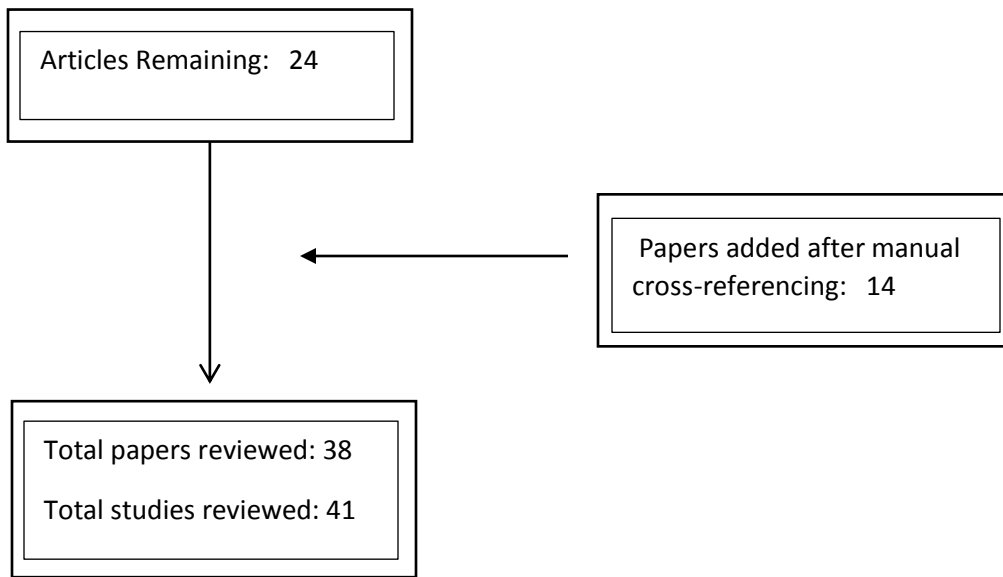 Articles Remaining: 24
Papers added after manual
cross-referencing: 14
Total papers reviewed: 38
Total studies reviewed: 41